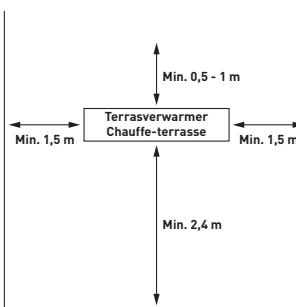 Min. 0,5 - 1 m
Terrasverwarmer
Chauffe-terrasse
Min. 1,5 m
Min. 1,5 m
Min. 2,4 m